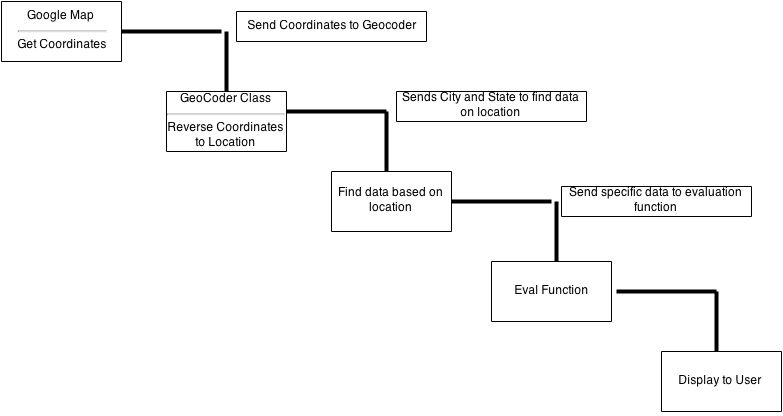 Google Map
Get Coordinates
Send Coordinates to Geocoder
GeoCoder Class
Reverse Coordinates
to Location
Sends City and State to find data
on location
Find data based on
location
Send specific data to evaluation
function
Eval Function
Display to User